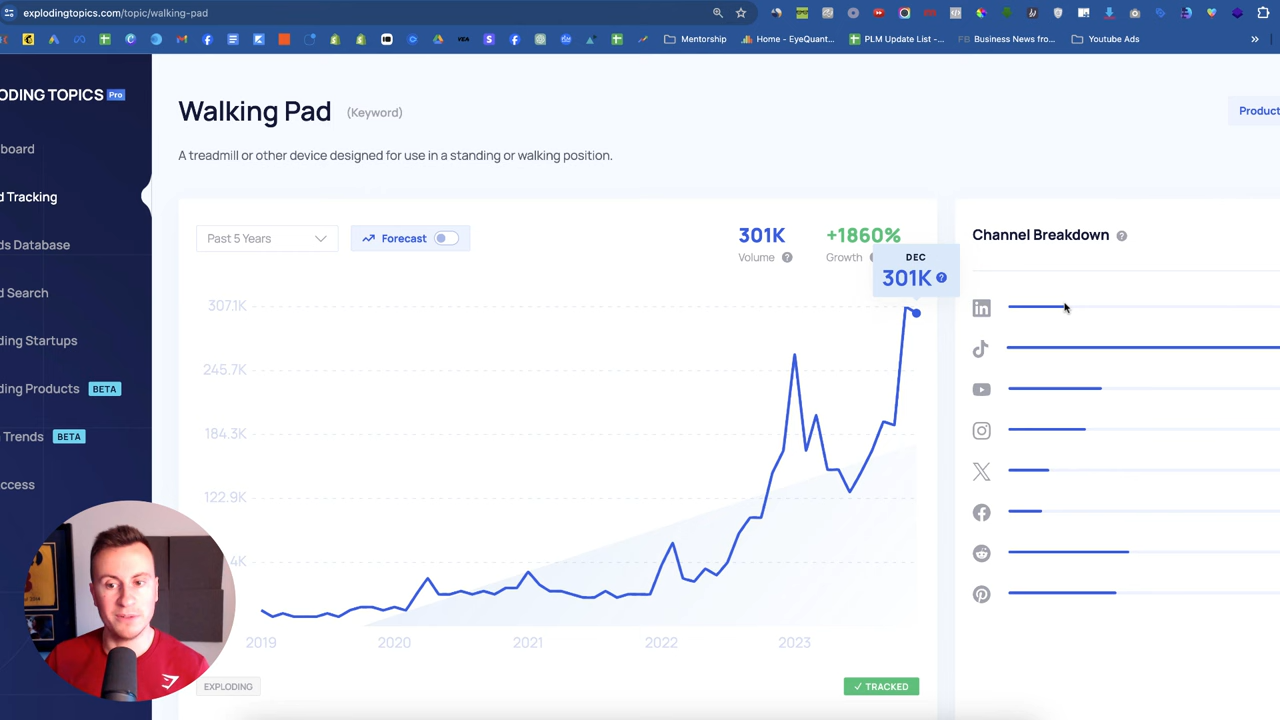 explodingtopics.com/topic/walking-pad
Mentorship
Home - EyeQuant...
PLM Update List -...
FB Business News fro...
Youtube Ads
»
ODING TOPICS Pro
board
d Tracking
ds Database
d Search
ding Startups
ding Products BETA
Trends BETA
ccess
Walking Pad (Keyword)
Product
A treadmill or other device designed for use in a standing or walking position.
Past 5 Years
Forecast
301K
Volume ?
+1860%
Growth
DEC
301K ?
307.1K
245.7K
184.3K
122.9K
4K
2019
2020
2021
2022
2023
EXPLODING
✓ TRACKED
Channel Breakdown ?